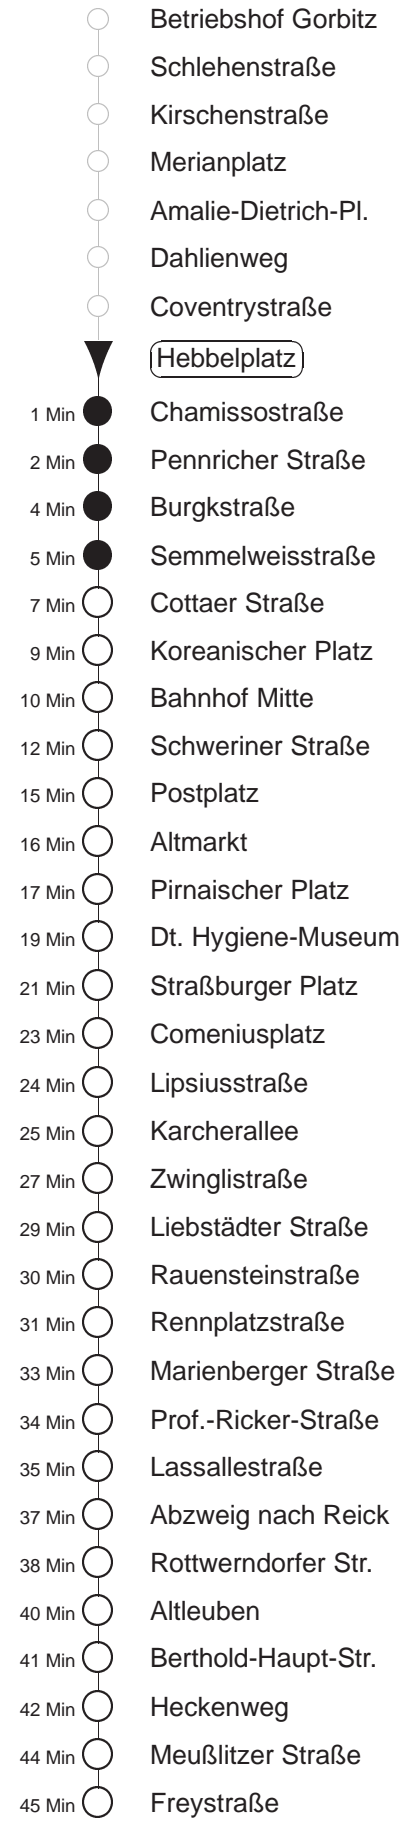 Betriebshof Gorbitz
Schlehenstraße
Kirschenstraße
Merianplatz
Amalie-Dietrich-Pl.
Dahlienweg
Coventrystraße
Hebbelplatz
1 Min Chamissostraße
2 Min Pennricher Straße
4 Min Burgkstraße
5 Min Semmelweisstraße
7 Min Cottaer Straße
9 Min Koreanischer Platz
10 Min Bahnhof Mitte
12 Min Schweriner Straße
15 Min Postplatz
16 Min Altmarkt
17 Min Pirnaischer Platz
19 Min Dt. Hygiene-Museum
21 Min Straßburger Platz
23 Min Comeniusplatz
24 Min Lipsiusstraße
25 Min Karcherallee
27 Min Zwinglistraße
29 Min Liebstädter Straße
30 Min Rauensteinstraße
31 Min Rennplatzstraße
33 Min Marienberger Straße
34 Min Prof.-Ricker-Straße
35 Min Lassallestraße
37 Min Abzweig nach Reick
38 Min Rottwerndorfer Str.
40 Min Altleuben
41 Min Berthold-Haupt-Str.
42 Min Heckenweg
44 Min Meußlitzer Straße
45 Min Freystraße